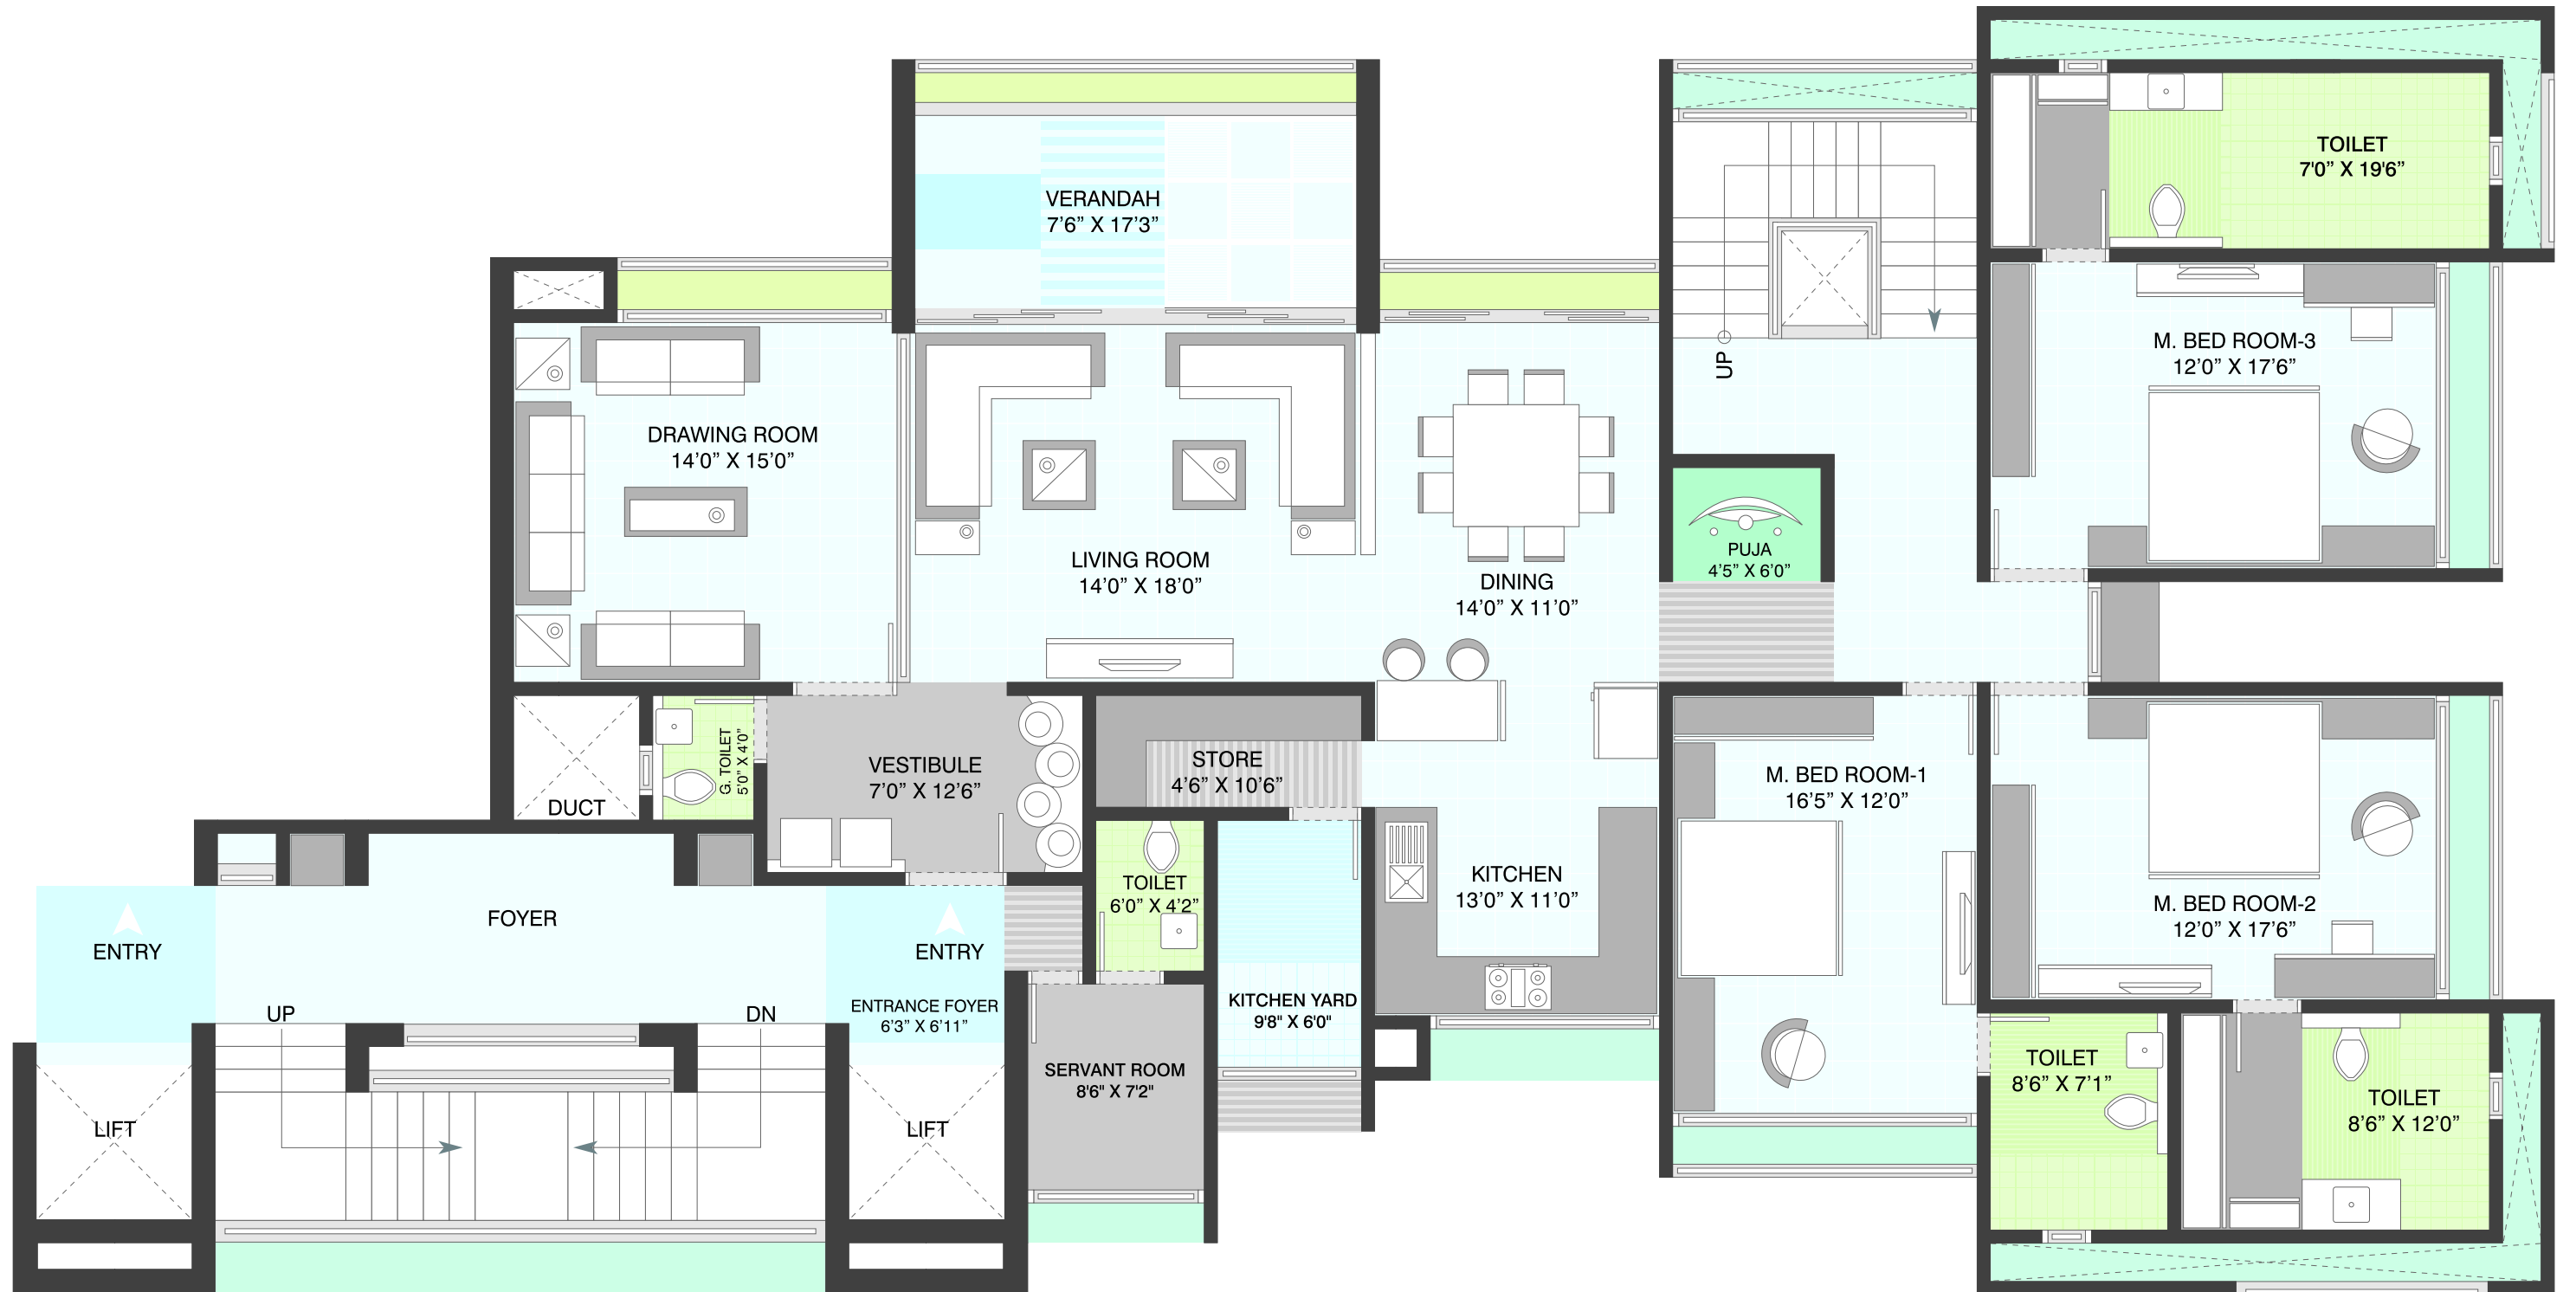 TOILET
7'0” X 19'6”
VERANDAH
7’6” X 17’3”
M. BED ROOM-3
12’0” X 17’6”
UP
DRAWING ROOM
14’0” X 15’0”
LIVING ROOM
14’0” X 18’0”
DINING
14’0” X 11’0”
PUJA
4’5” X 6’0”
G. TOILET
5’0” X 4’0”
DUCT
VESTIBULE
7’0” X 12’6”
STORE
4’6” X 10’6”
M. BED ROOM-1
16’5” X 12’0”
KITCHEN
13’0” X 11’0”
TOILET
6’0” X 4’2”
M. BED ROOM-2
12’0” X 17’6”
FOYER
ENTRY
ENTRY
ENTRANCE FOYER
6’3” X 6’11”
UP
DN
KITCHEN YARD
9'8" X 6'0"
SERVANT ROOM
8'6" X 7'2"
TOILET
8’6” X 7’1”
TOILET
8’6” X 12’0”
LIFT
LIFT